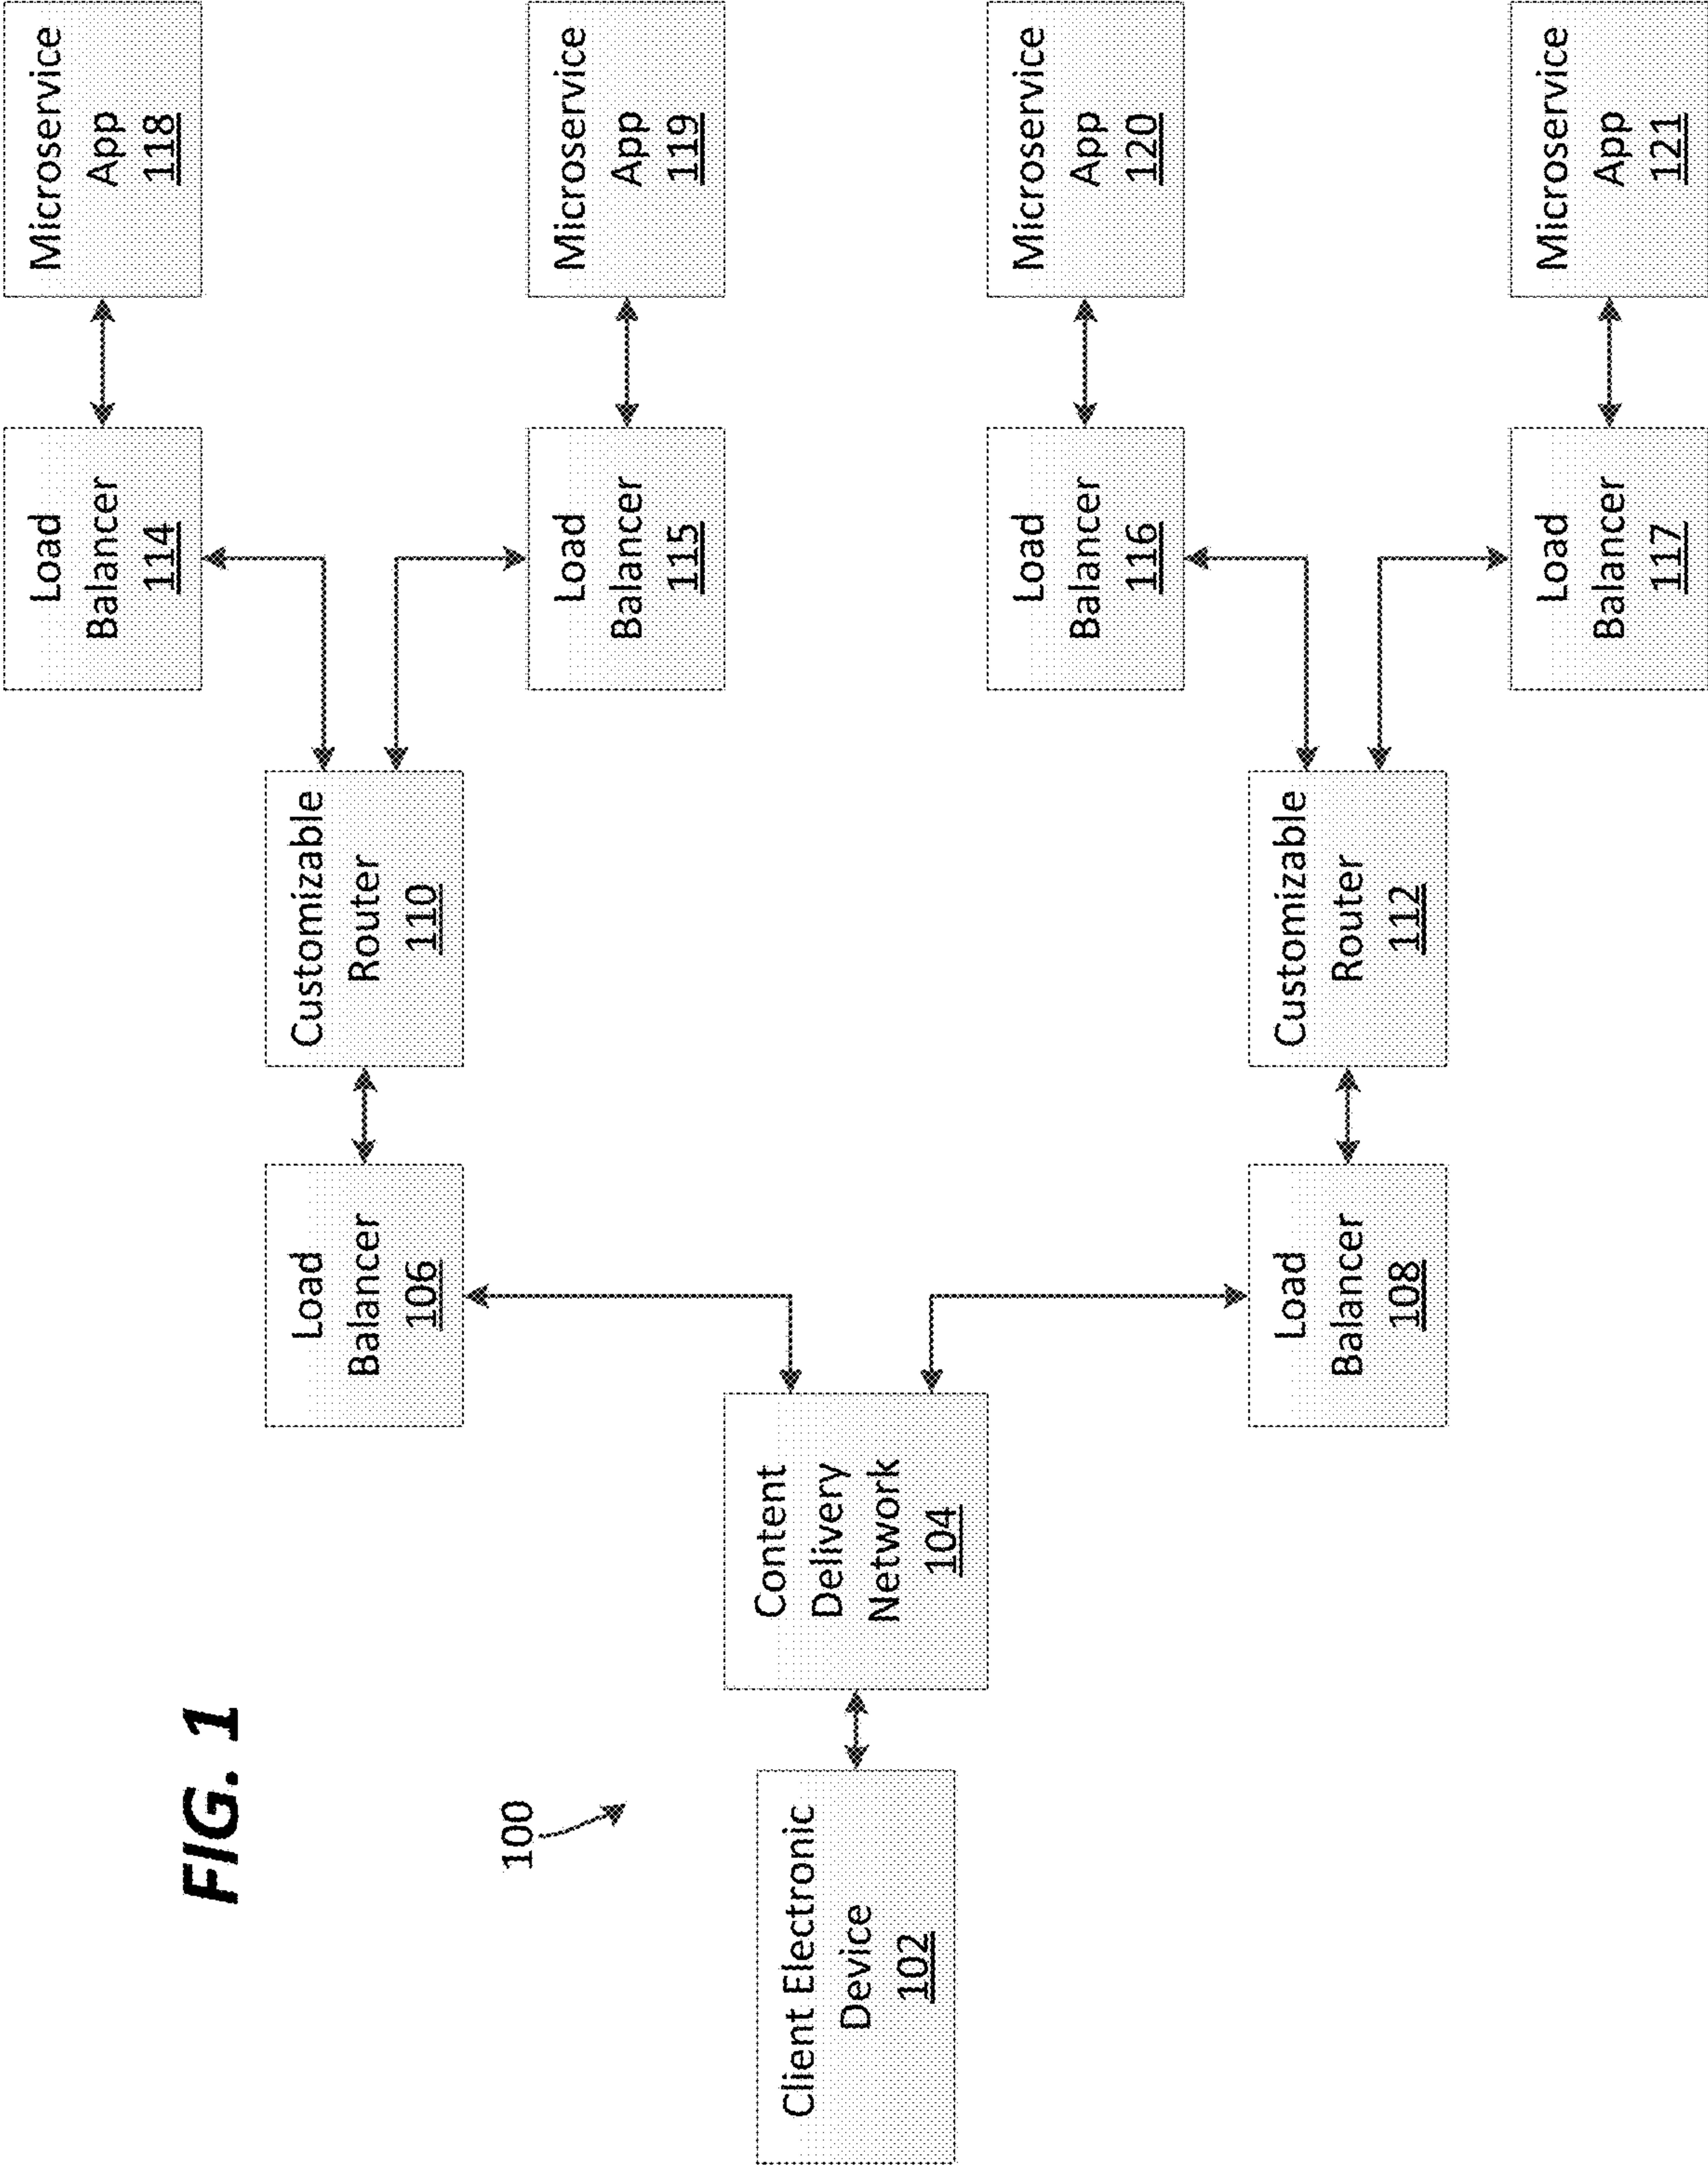 FIG. 1
100
Client Electronic
Device
102
Content
Delivery
Network
104
Load
Balancer
106
Customizable
Router
110
Load
Balancer
114
Microservice
App
118
Load
Balancer
115
Microservice
App
119
Load
Balancer
108
Customizable
Router
112
Load
Balancer
116
Microservice
App
120
Load
Balancer
117
Microservice
App
121